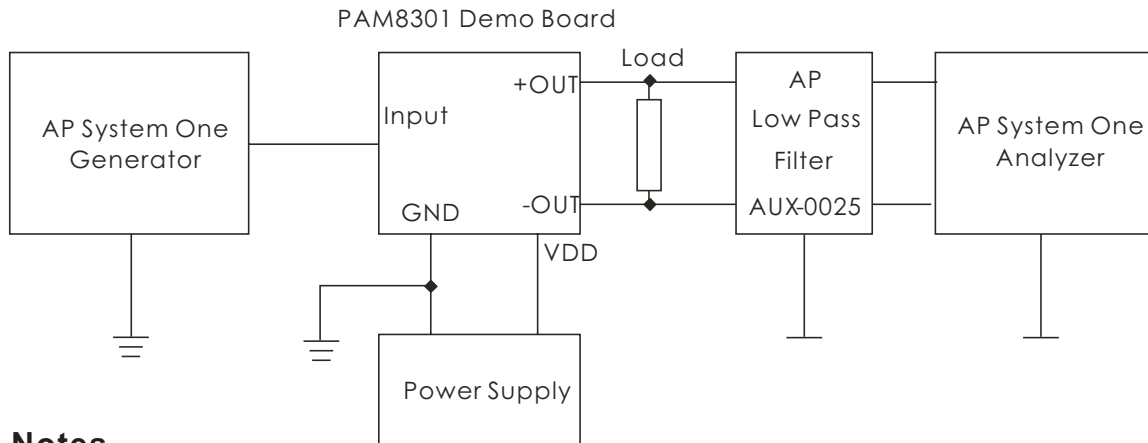 PAM8301 Demo Board
Load
AP System One
Generator
Input
+OUT
-OUT
GND
VDD
AP
Low Pass
Filter
AUX-0025
AP System One
Analyzer
Power Supply
Notes